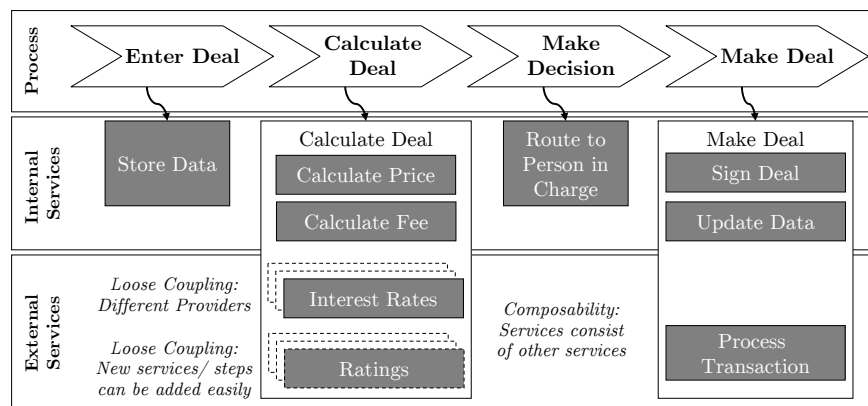 Process
Enter Deal
Calculate
Deal
Make
Decision
Make Deal
Internal
Services
Store Data
Calculate Deal
Calculate Price
Calculate Fee
Route to
Person in
Charge
Make Deal
Sign Deal
Update Data
External
Services
Loose Coupling:
Different Providers
Loose Coupling:
New services/ steps
can be added easily
Interest Rates
Ratings
Composability:
Services consist
of other services
Process
Transaction